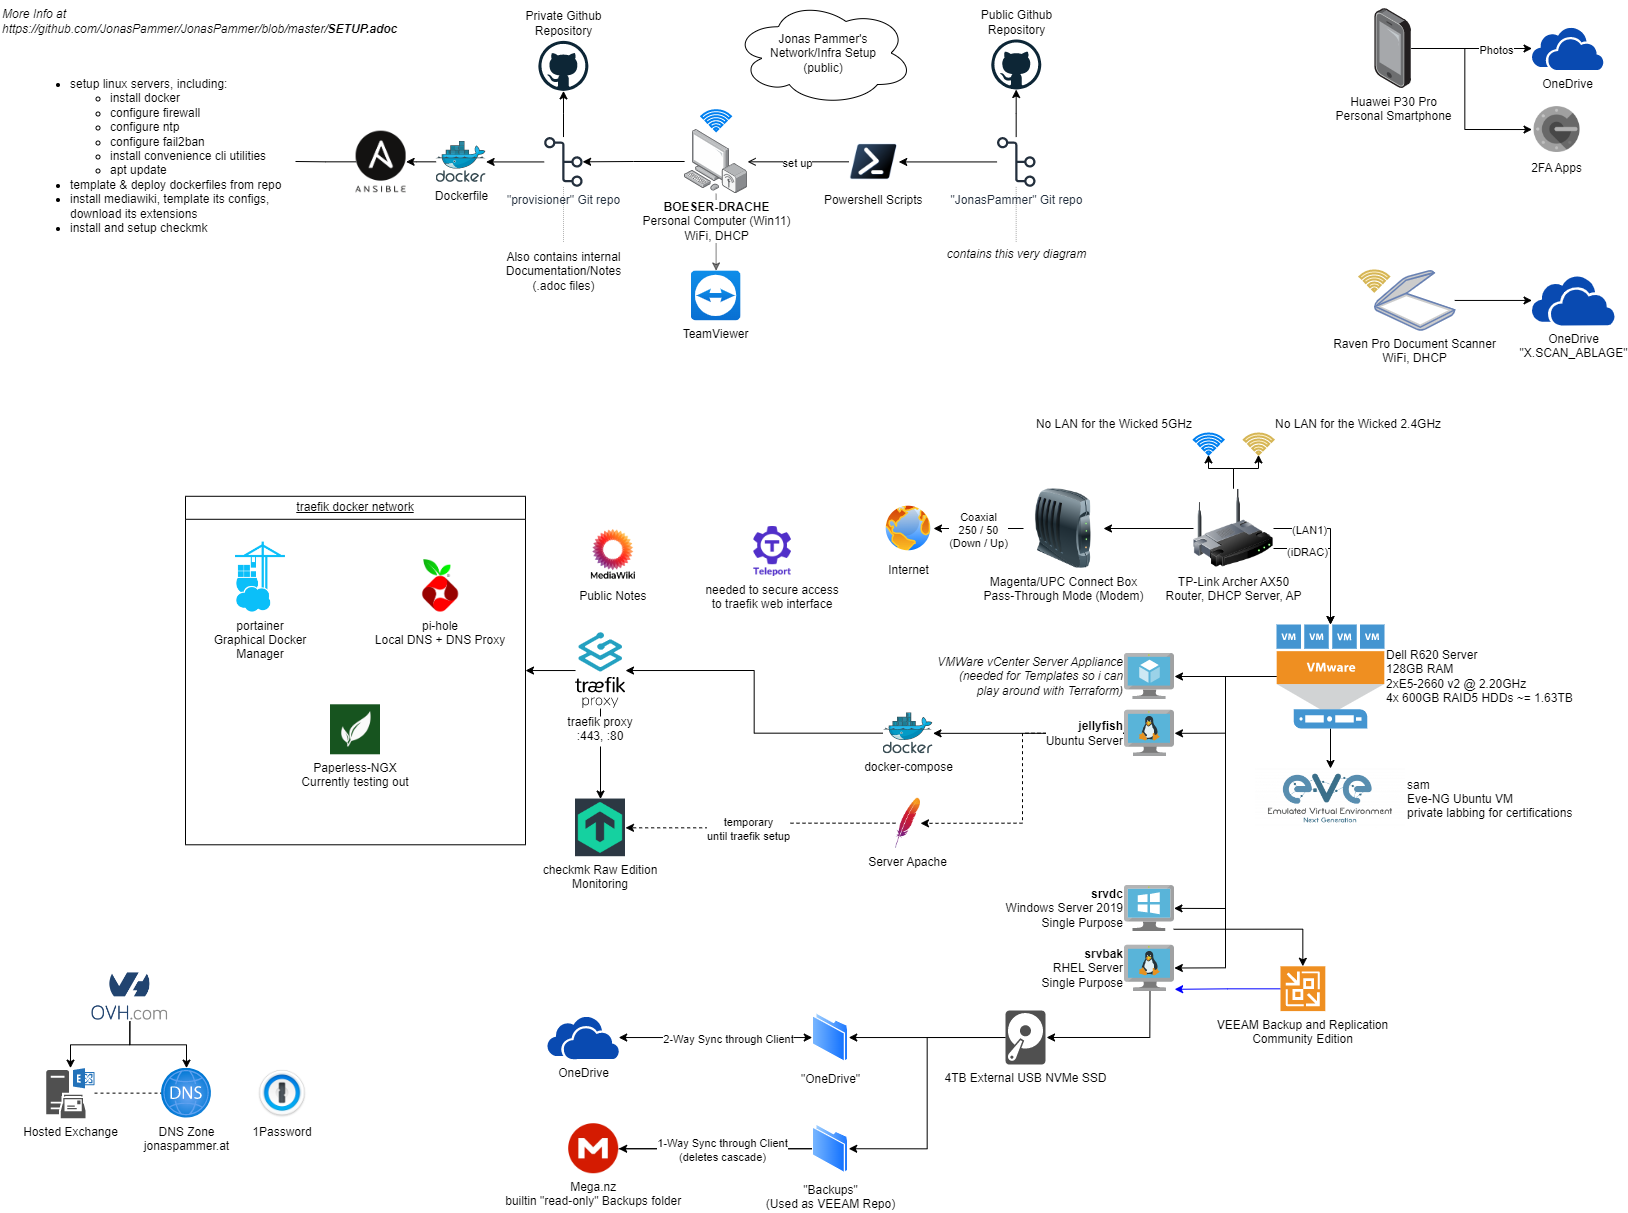 More Info at
https://github.com/JonasPammer/JonasPammer/blob/master/SETUP.adoc
setup linux servers, including:
install docker
configure firewall
configure ntp
configure fail2ban
install convenience cli utilities
apt update
template & deploy dockerfiles from repo
install mediawiki, template its configs,
download its extensions
install and setup checkmk
ANSIBLE
docker
Dockerfile
Private Github
Repository
"provisioner" Git repo
Also contains internal
Documentation/Notes
(.adoc files)
Jonas Pammer's
Network/Infra Setup
(public)
BOESER-DRACHE
Personal Computer (Win11)
WiFi, DHCP
TeamViewer
set up
Powershell Scripts
Public Github
Repository
"JonasPammer" Git repo
contains this very diagram
Huawei P30 Pro
Personal Smartphone
Photos
OneDrive
2FA Apps
Raven Pro Document Scanner
WiFi, DHCP
OneDrive
"X.SCAN_ABLAGE"
No LAN for the Wicked 5GHz
No LAN for the Wicked 2.4GHz
Internet
Coaxial
250 / 50
(Down / Up)
Magenta/UPC Connect Box
Pass-Through Mode (Modem)
TP-Link Archer AX50
Router, DHCP Server, AP
(LAN1)
(iDRAC)
VM VM VM VM
VMware
Dell R620 Server
128GB RAM
2xE5-2660 v2 @ 2.20GHz
4x 600GB RAID5 HDDs ~= 1.63TB
eve
Emulated Virtual Environment
Next Generation
sam
Eve-NG Ubuntu VM
private labbing for certifications
traefik docker network
portainer
Graphical Docker
Manager
pi-hole
Local DNS + DNS Proxy
Paperless-NGX
Currently testing out
MediaWiki
Public Notes
Teleport
needed to secure access
to traefik web interface
træfik
proxy
traefik proxy
:443, :80
checkmk Raw Edition
Monitoring
temporary
until traefik setup
docker
docker-compose
Server Apache
VMWare vCenter Server Appliance
(needed for Templates so i can
play around with Terraform)
jellyfish
Ubuntu Server
srvdc
Windows Server 2019
Single Purpose
srvbak
RHEL Server
Single Purpose
VEEAM Backup and Replication
Community Edition
4TB External USB NVMe SSD
OneDrive
2-Way Sync through Client
"OneDrive"
M
Mega.nz
builtin "read-only" Backups folder
1-Way Sync through Client
(deletes cascade)
"Backups"
(Used as VEEAM Repo)
OVH.com
E
Hosted Exchange
DNS
DNS Zone
jonaspammer.at
1Password